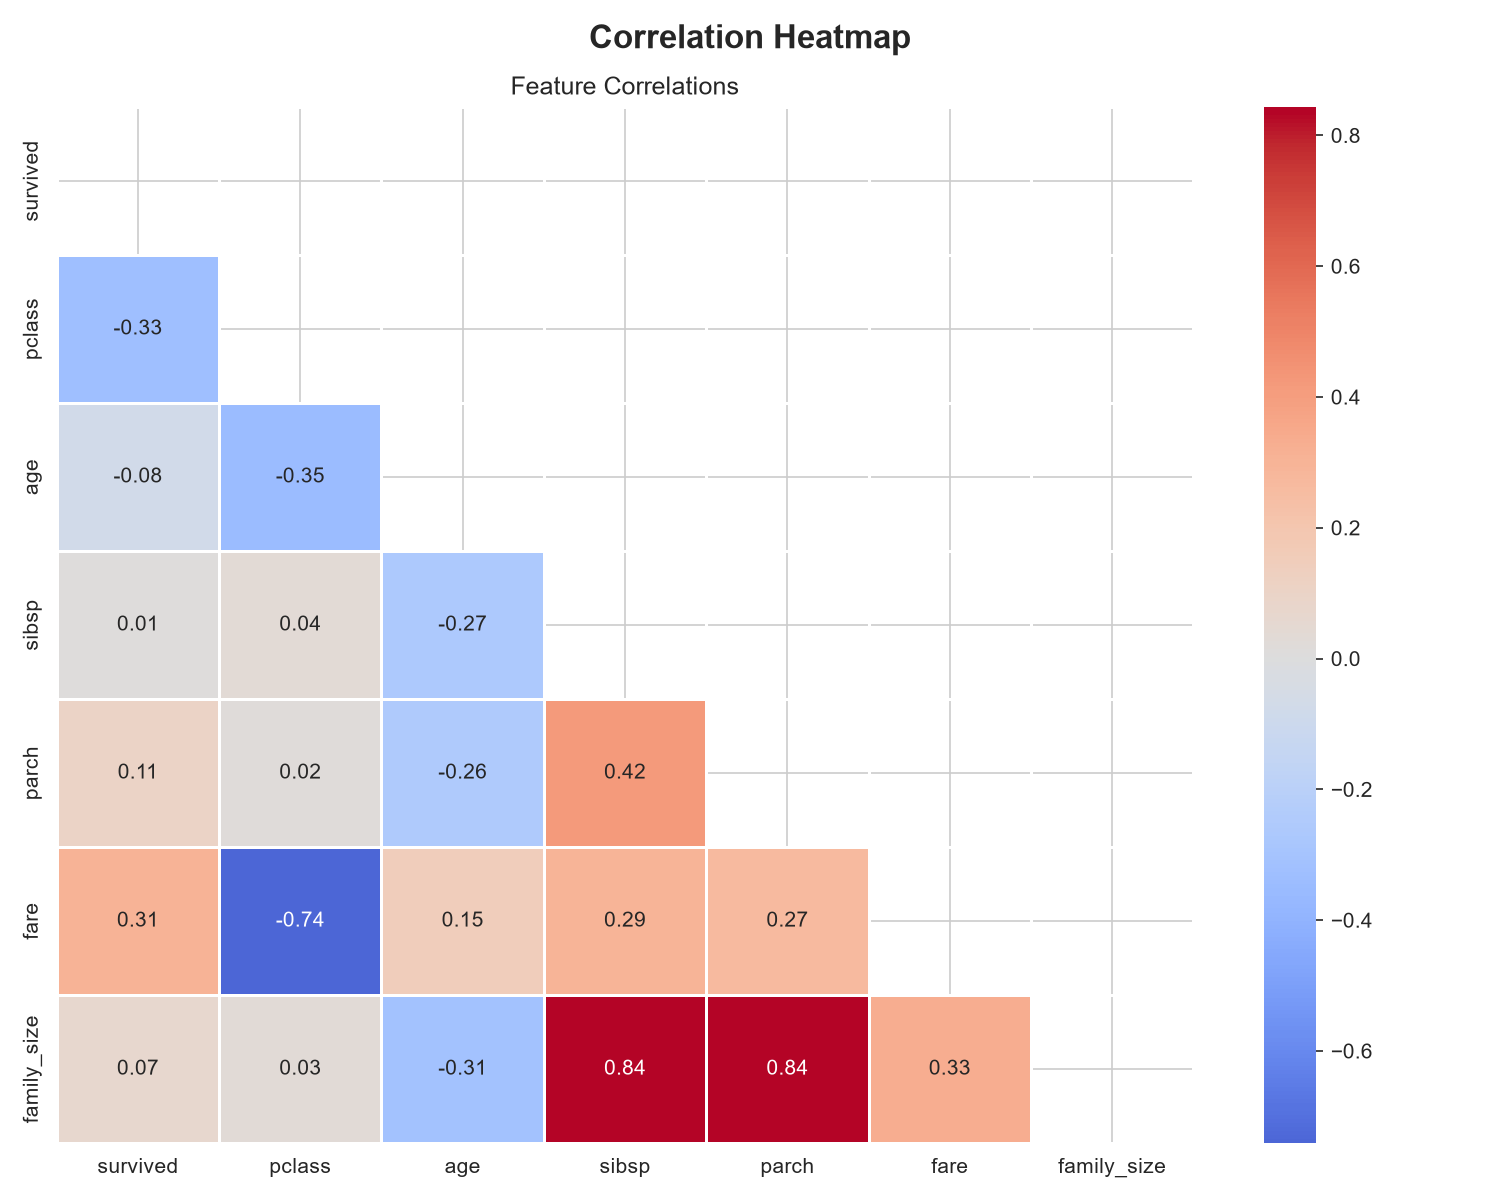 Correlation Heatmap
Feature Correlations
survived
pclass
-0.33
age
-0.08 -0.35
sibsp
0.01 0.04 -0.27
parch
0.11 0.02 -0.26 0.42
fare
0.31 -0.74 0.15 0.29 0.27
family_size
0.07 0.03 -0.31 0.84 0.84 0.33
survived pclass age sibsp parch fare family_size
0.8
0.6
0.4
0.2
0.0
−0.2
−0.4
−0.6